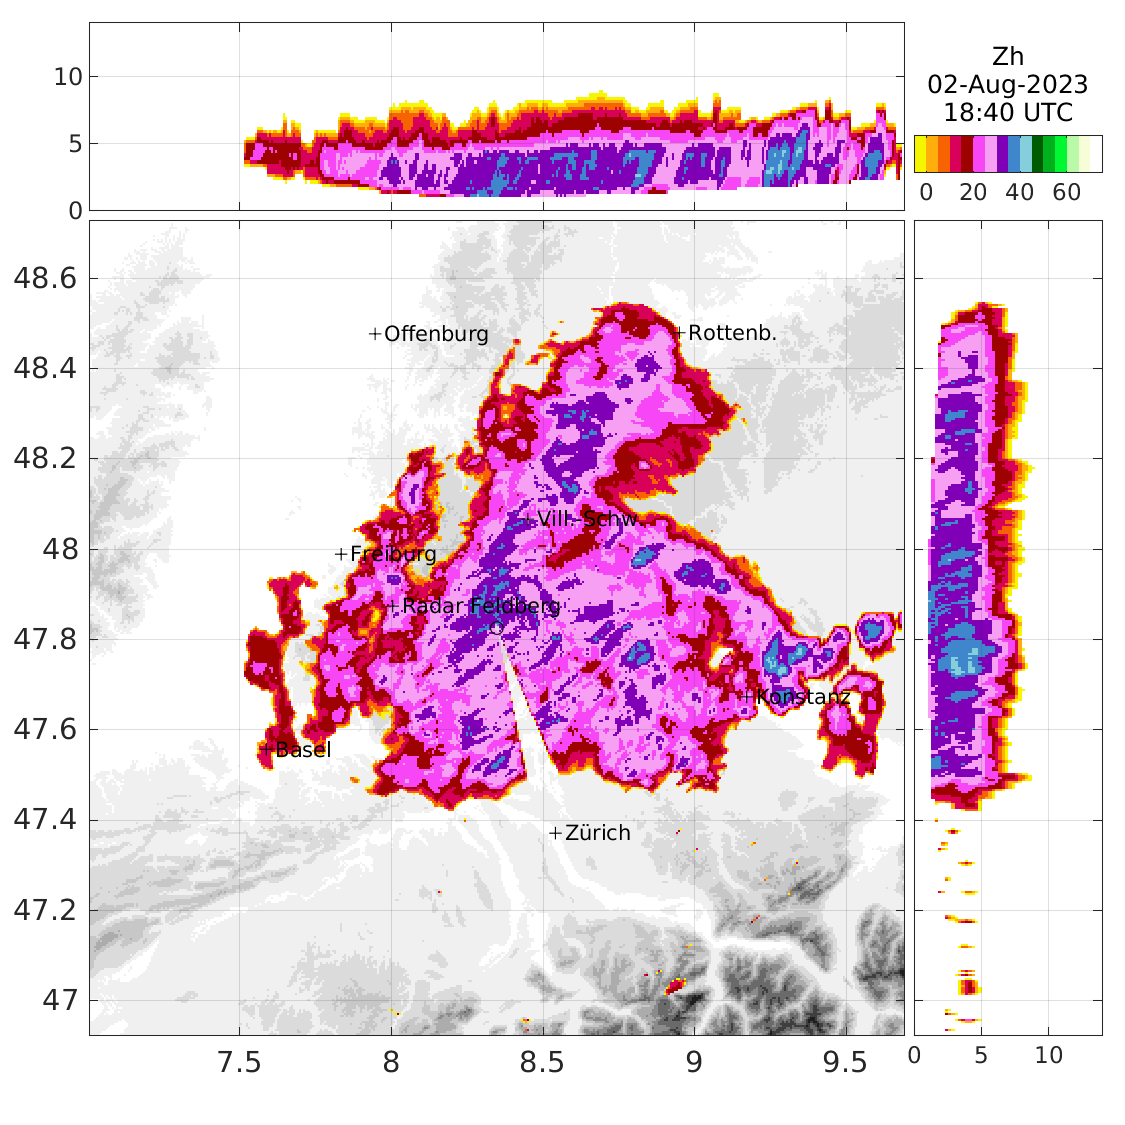 Zh
02-Aug-2023
18:40 UTC
0 20 40 60
10
5
0
48.6
48.4
48.2
48
47.8
47.6
47.4
47.2
47
+Offenburg
+Rottenb.
+Vill.-Schw.
+Freiburg
+Radar Feldberg
+Konstanz
+Basel
+Zürich
7.5 8 8.5 9 9.5
0 5 10